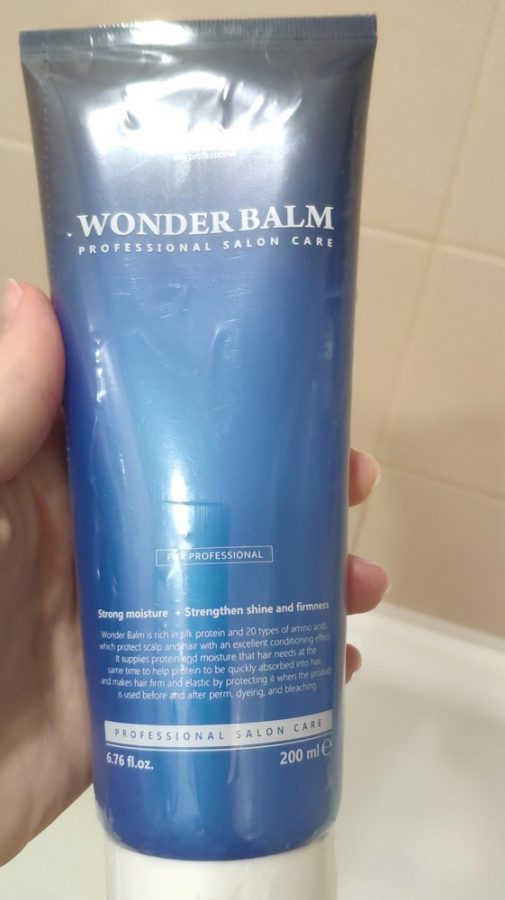 professional
WONDER BALM
PROFESSIONAL SALON CARE
FOR PROFESSIONAL
Strong moisture + Strengthen shine and firmness
Wonder Balm is rich in silk protein and 20 types of amino acids
which protect scalp and hair with an excellent conditioning effect.
It supplies protein and moisture that hair needs at the
same time to help protein to be quickly absorbed into hair,
and makes hair firm and elastic by protecting it when the product
is used before and after perm, dyeing, and bleaching.
PROFESSIONAL SALON CARE
6.76 fl.oz.
200 ml ℮